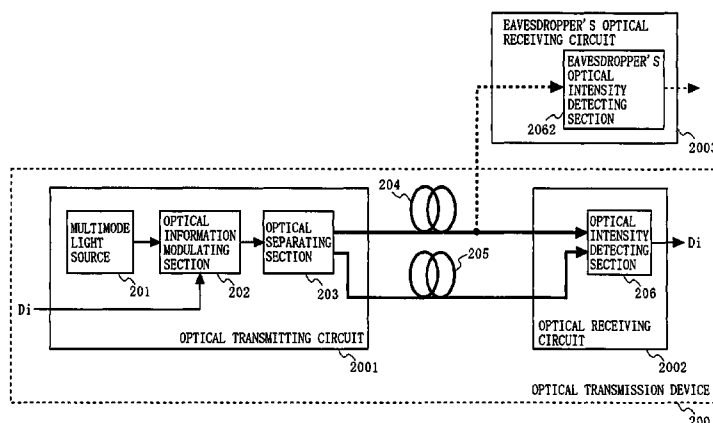 EAVESDROPPER'S OPTICAL
RECEIVING CIRCUIT
EAVESDROPPER'S
OPTICAL
INTENSITY
DETECTING
SECTION
2062
2003
204
MULTIMODE
LIGHT
SOURCE
201
OPTICAL
INFORMATION
MODULATING
SECTION
202
OPTICAL
SEPARATING
SECTION
203
205
OPTICAL
INTENSITY
DETECTING
SECTION
206
Di
Di
OPTICAL TRANSMITTING CIRCUIT
2001
OPTICAL RECEIVING
CIRCUIT
2002
OPTICAL TRANSMISSION DEVICE